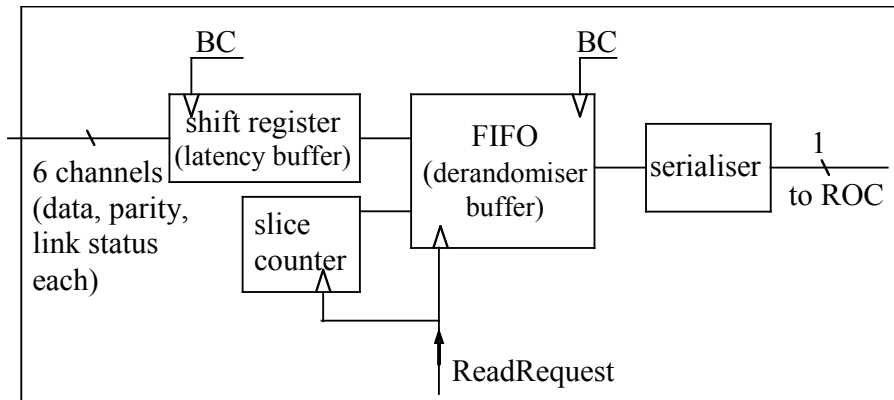 BC
BC
shift register
(latency buffer)
FIFO
(derandomiser
buffer)
serialiser
1
to ROC
6 channels
(data, parity,
link status
each)
slice
counter
ReadRequest